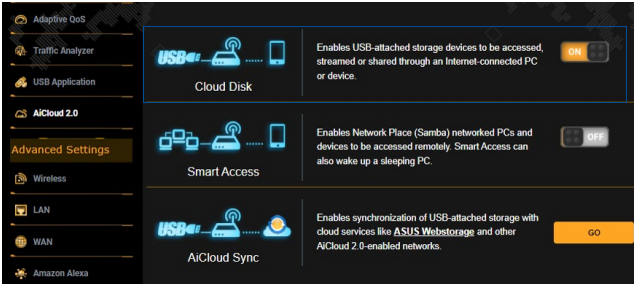 Adaptive QoS
Traffic Analyzer
USB Application
AiCloud 2.0
Advanced Settings
Wireless
LAN
WAN
Amazon Alexa
USB
Cloud Disk
Enables USB-attached storage devices to be accessed,
streamed or shared through an Internet-connected PC
or device.
ON
Smart Access
Enables Network Place (Samba) networked PCs and
devices to be accessed remotely. Smart Access can
also wake up a sleeping PC.
OFF
USB
AiCloud Sync
Enables synchronization of USB-attached storage with
cloud services like ASUS Webstorage and other
AiCloud 2.0-enabled networks.
GO